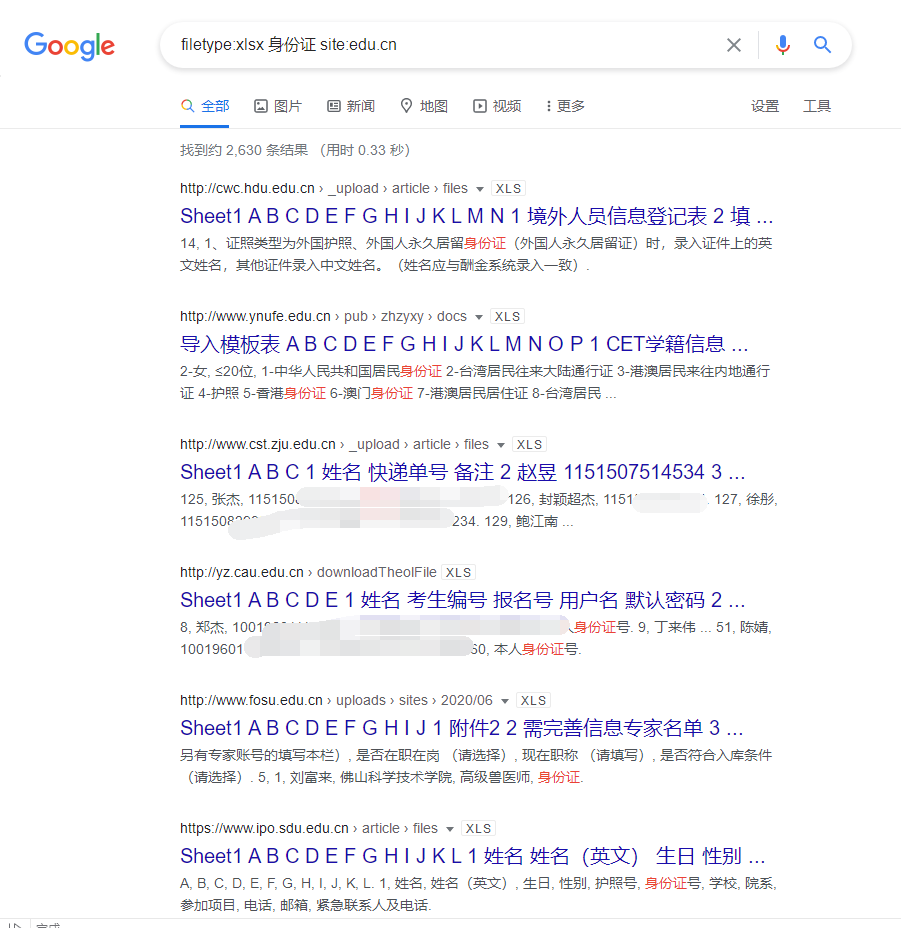 Google
filetype:xlsx 身份证 site:edu.cn
全部 图片 新闻 地图 视频 更多 设置 工具
找到约 2,630 条结果 （用时 0.33 秒）
http://cwc.hdu.edu.cn › _upload › article › files XLS
Sheet1 A B C D E F G H I J K L M N 1 境外人员信息登记表 2 填 ...
14, 1、证照类型为外国护照、外国人永久居留身份证（外国人永久居留证）时，录入证件上的英
文姓名，其他证件录入中文姓名。（姓名应与酬金系统录入一致）.
http://www.ynufe.edu.cn › pub › zhzyxy › docs XLS
导入模板表 A B C D E F G H I J K L M N O P 1 CET学籍信息 ...
2-女, ≤20位, 1-中华人民共和国居民身份证 2-台湾居民往来大陆通行证 3-港澳居民来往内地通行
证 4-护照 5-香港身份证 6-澳门身份证 7-港澳居民居住证 8-台湾居民 ...
http://www.cst.zju.edu.cn › _upload › article › files XLS
Sheet1 A B C 1 姓名 快递单号 备注 2 赵昱 1151507514534 3 ...
125, 张杰, 115150 126, 封颖超杰, 1151 . 127, 徐彤,
1151508 234. 129, 鲍江南 ...
http://yz.cau.edu.cn › downloadTheolFile XLS
Sheet1 A B C D E 1 姓名 考生编号 报名号 用户名 默认密码 2 ...
8, 郑杰, 10019 身份证号. 9, 丁来伟 ... 51, 陈婧,
10019601 60, 本人身份证号.
http://www.fosu.edu.cn › uploads › sites › 2020/06 XLS
Sheet1 A B C D E F G H I J 1 附件2 2 需完善信息专家名单 3 ...
另有专家账号的填写本栏）, 是否在职在岗 （请选择）, 现在职称 （请填写）, 是否符合入库条件
（请选择）. 5, 1, 刘富来, 佛山科学技术学院, 高级兽医师, 身份证.
https://www.ipo.sdu.edu.cn › article › files XLS
Sheet1 A B C D E F G H I J K L 1 姓名 姓名（英文） 生日 性别 ...
A, B, C, D, E, F, G, H, I, J, K, L. 1, 姓名, 姓名（英文）, 生日, 性别, 护照号, 身份证号, 学校, 院系,
参加项目, 电话, 邮箱, 紧急联系人及电话.